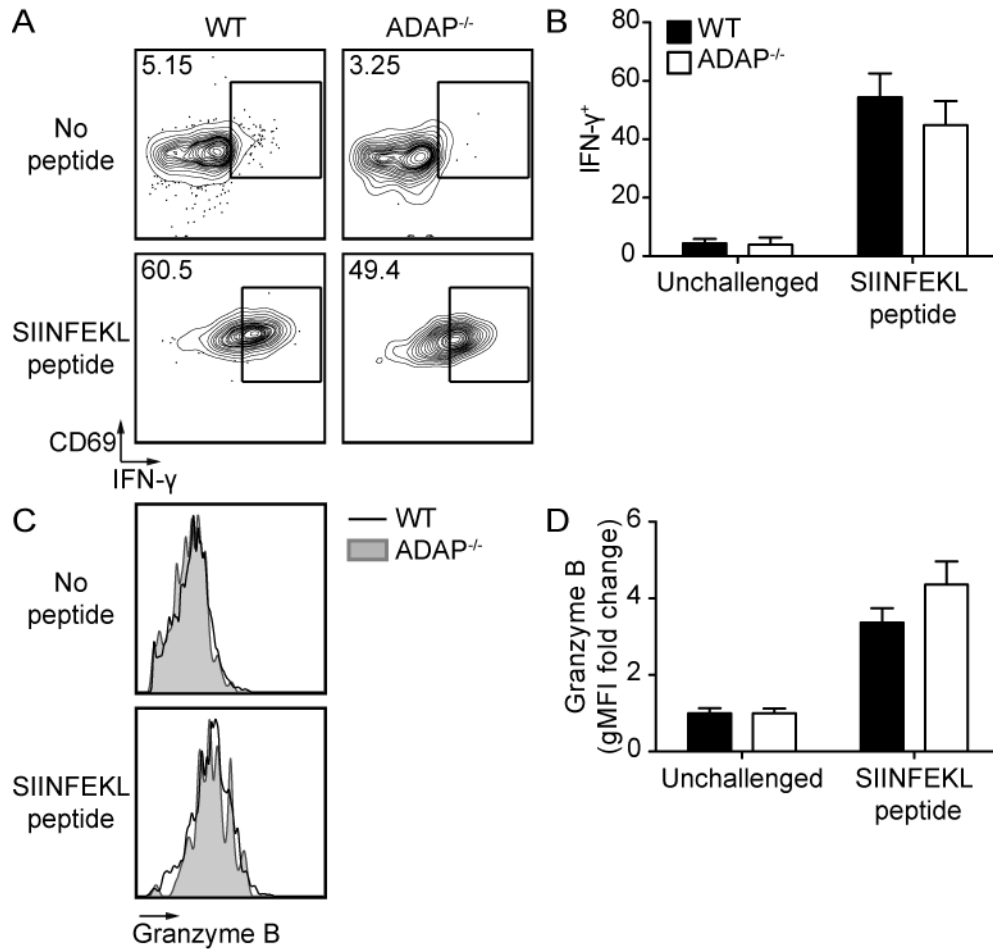 A
WT
ADAP-/-
No
peptide
5.15
3.25
SIINFEKL
peptide
60.5
49.4
CD69
IFN-γ
B
WT
ADAP-/-
IFN-γ+
80
60
40
20
0
Unchallenged
SIINFEKL
peptide
C
WT
ADAP-/-
No
peptide
SIINFEKL
peptide
Granzyme B
D
Granzyme B
(gMFI fold change)
6
4
2
0
Unchallenged
SIINFEKL
peptide